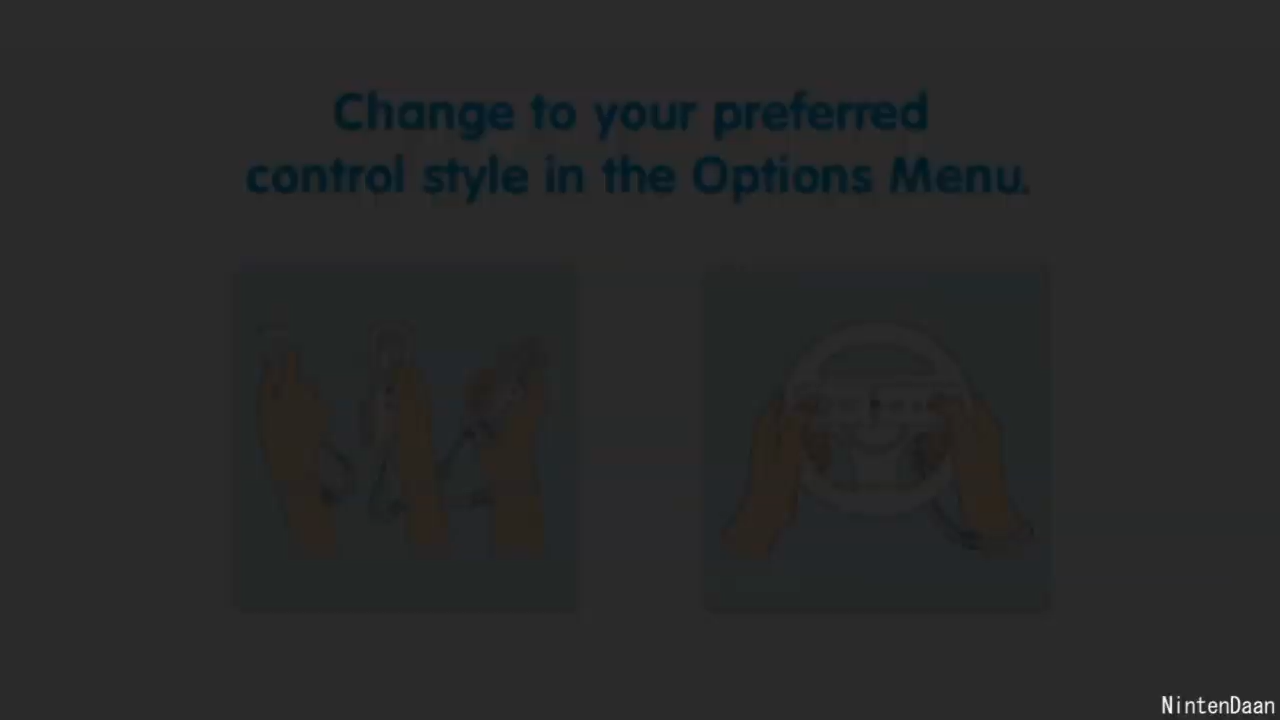 Change to your preferred
control style in the Options Menu.
NintenDaan